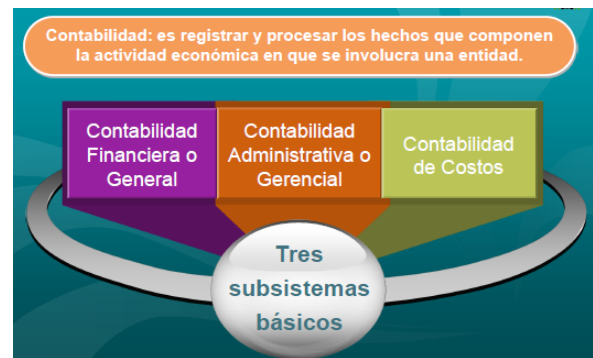 Contabilidad: es registrar y procesar los hechos que componen
la actividad económica en que se involucra una entidad.
Contabilidad
Financiera o
General
Contabilidad
Administrativa o
Gerencial
Contabilidad
de Costos
Tres
subsistemas
básicos